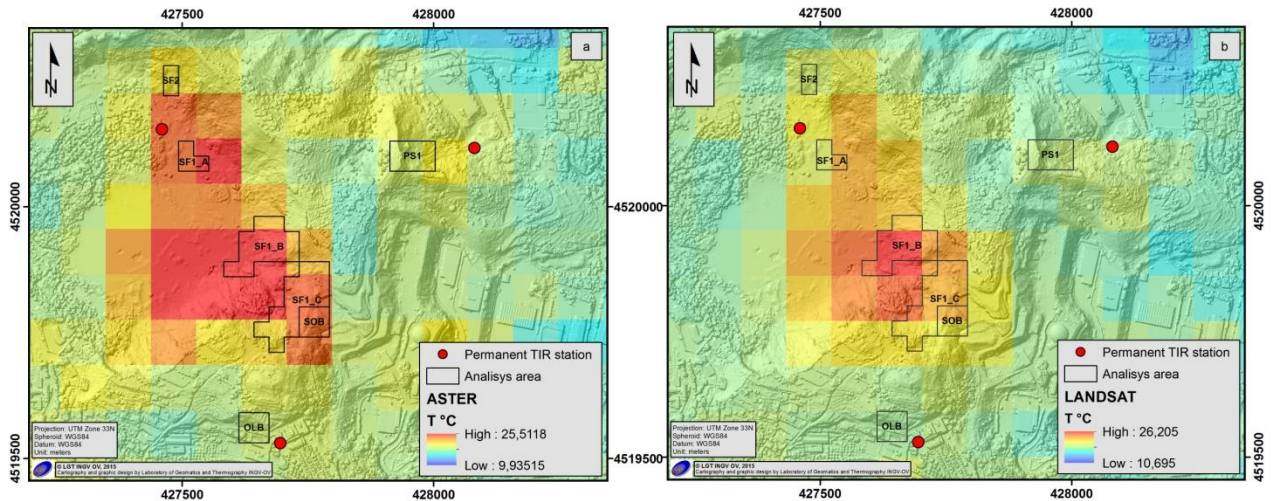 427500
428000
a
N
SF2
SF1_A
PS1
4520000
SF1_B
SF1_C
SOB
OLB
Permanent TIR station
Analisys area
ASTER
T °C
High : 25,5118
Low : 9,93515
Projection: UTM Zone 33N
Spheroid: WGS84
Datum: WGS84
Unit: meters
© LGT INGV OV, 2015
Cartography and graphic design by Laboratory of Geomatics and Thermography INGV-OV
4519500
427500
428000
427500
428000
b
N
SF2
SF1_A
PS1
4520000
4520000
SF1_B
SF1_C
SOB
OLB
Permanent TIR station
Analisys area
LANDSAT
T °C
High : 26,205
Low : 10,695
Projection: UTM Zone 33N
Spheroid: WGS84
Datum: WGS84
Unit: meters
© LGT INGV OV, 2015
Cartography and graphic design by Laboratory of Geomatics and Thermography INGV-OV
4519500
4519500
427500
428000